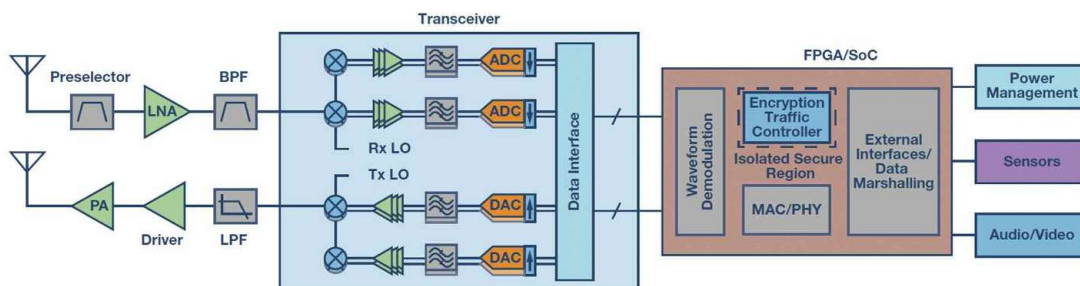 Transceiver
Preselector
BPF
LNA
ADC
ADC
Rx LO
Tx LO
PA
Driver
LPF
DAC
DAC
Data Interface
FPGA/SoC
Waveform
Demodulation
Encryption
Traffic
Controller
Isolated Secure
Region
MAC/PHY
External
Interfaces/
Data
Marshalling
Power
Management
Sensors
Audio/Video